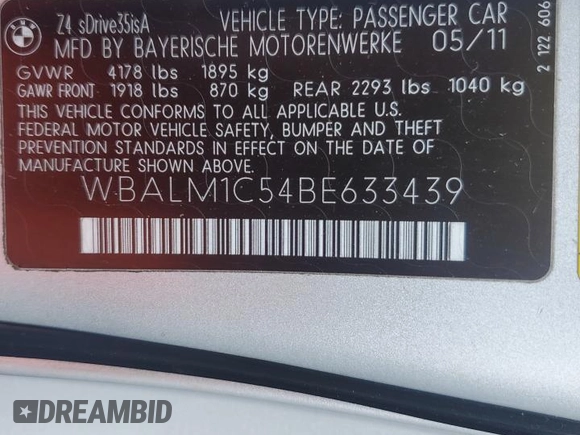 BMW
Z4 sDrive35isA VEHICLE TYPE: PASSENGER CAR
MFD BY BAYERISCHE MOTORENWERKE 05/11
GVWR 4178 lbs 1895 kg
GAWR FRONT 1918 lbs 870 kg REAR 2293 lbs 1040 kg
THIS VEHICLE CONFORMS TO ALL APPLICABLE U.S.
FEDERAL MOTOR VEHICLE SAFETY, BUMPER AND THEFT
PREVENTION STANDARDS IN EFFECT ON THE DATE OF
MANUFACTURE SHOWN ABOVE.
WBALM1C54BE633439
2 122 606
DREAMBID